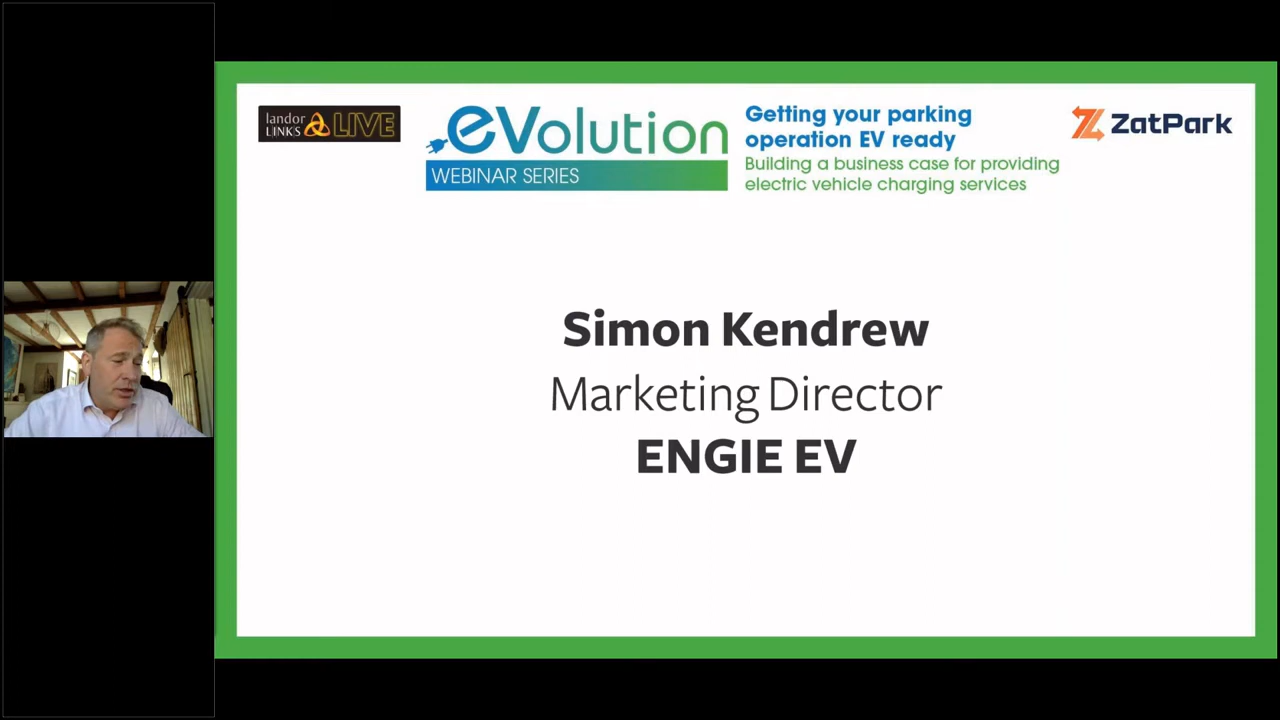 landor
LINKS LIVE
eVolution
WEBINAR SERIES
Getting your parking
operation EV ready
Building a business case for providing
electric vehicle charging services
ZatPark
Simon Kendrew
Marketing Director
ENGIE EV